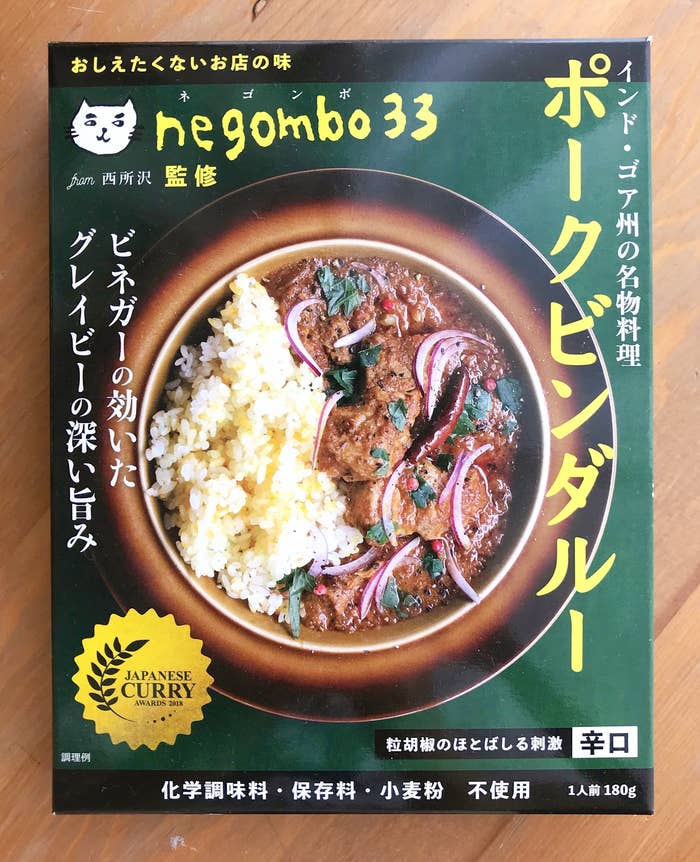 おしえたくないお店の味
ネゴンボ
negombo33
from 西所沢 監修
インド・ゴア州の名物料理
ポークビンダルー
ビネガーの効いた
グレイビーの深い旨み
JAPANESE
CURRY
AWARDS 2018
調理例
粒胡椒のほとばしる刺激 辛口
化学調味料・保存料・小麦粉 不使用 1人前 180g